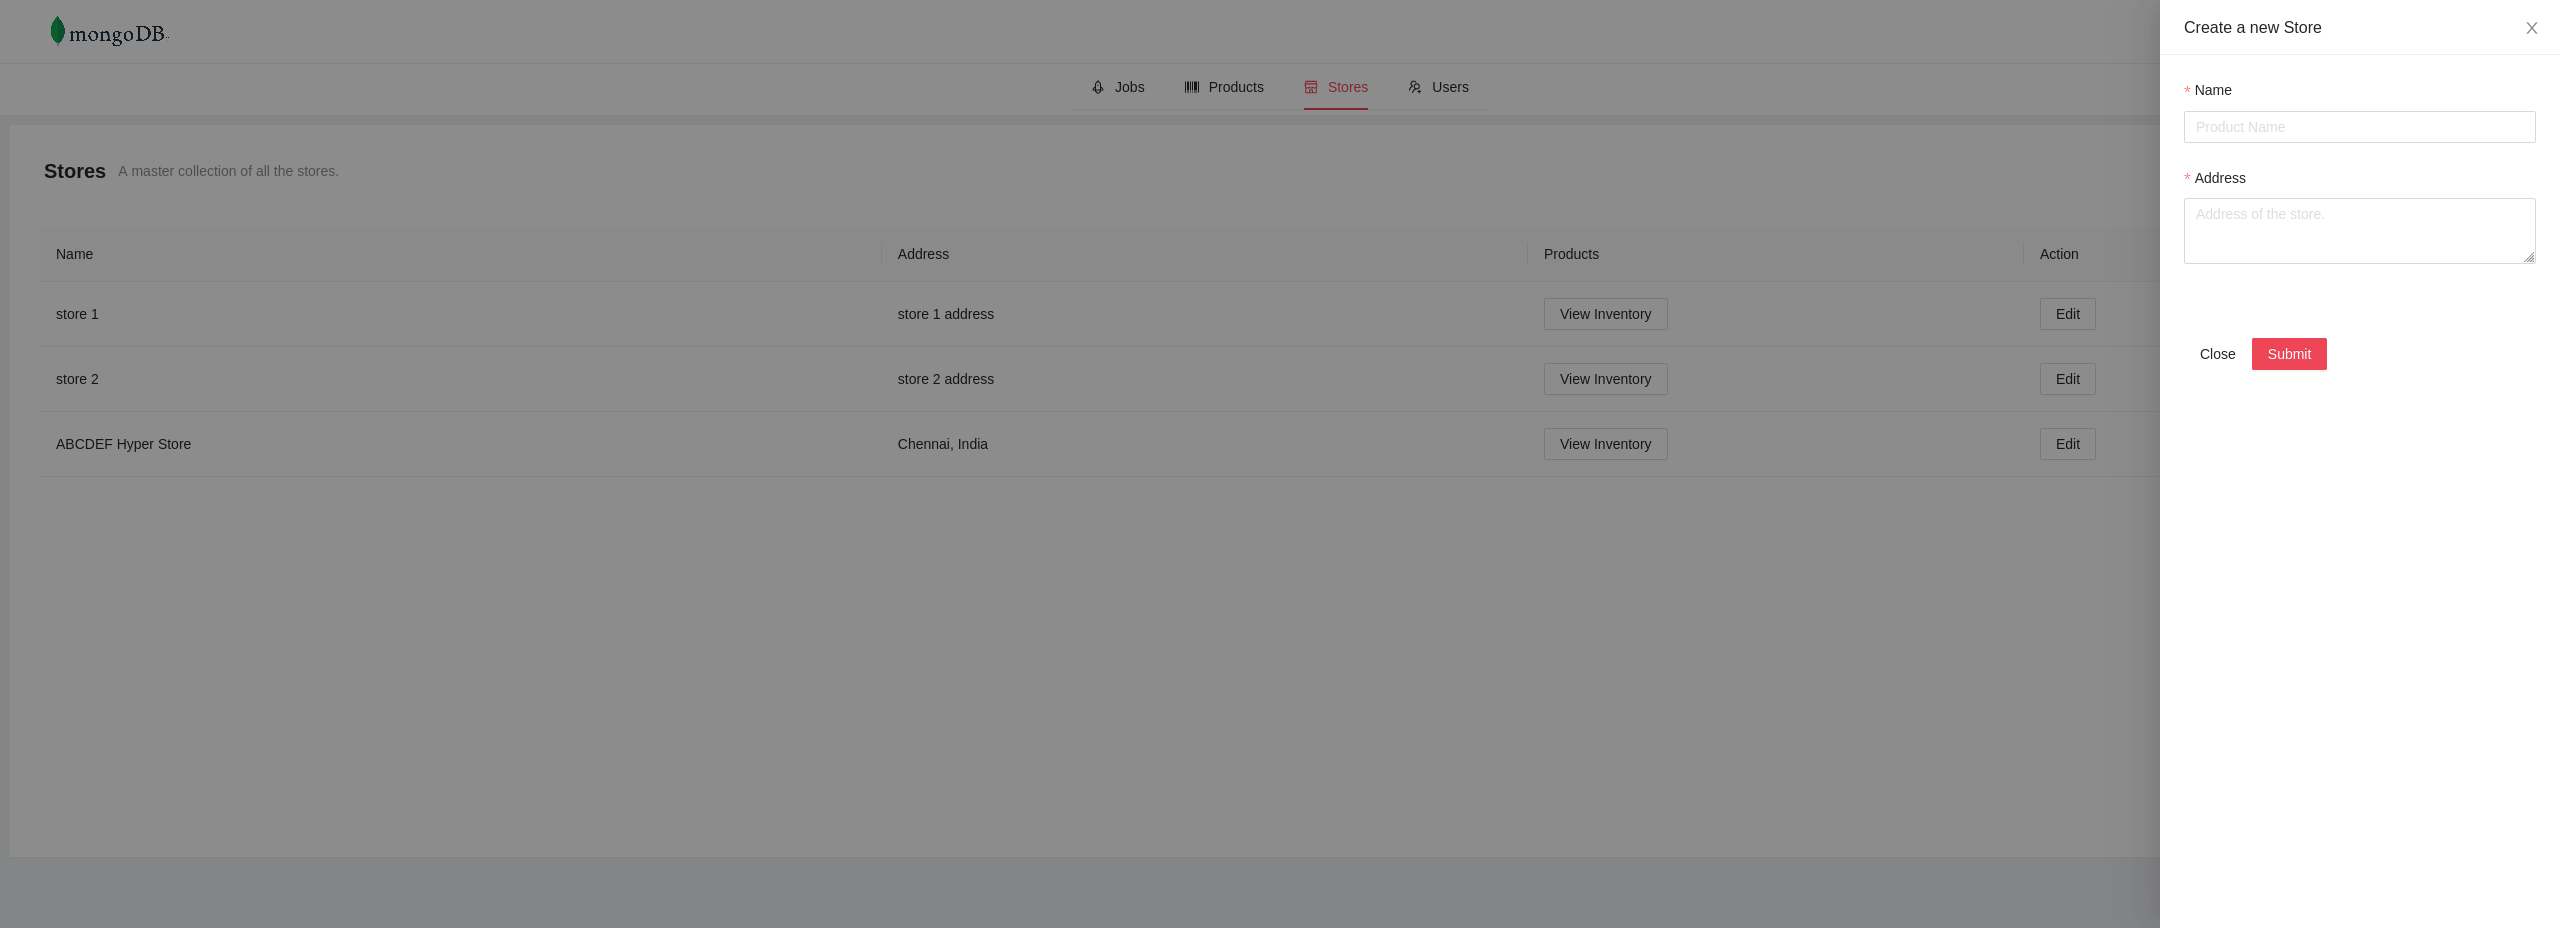 mongoDB
Create a new Store
Jobs Products Stores Users
* Name
Product Name
Stores A master collection of all the stores.
* Address
Address of the store.
Name Address Products Action
store 1 store 1 address View Inventory Edit
store 2 store 2 address View Inventory Edit
ABCDEF Hyper Store Chennai, India View Inventory Edit
Close Submit